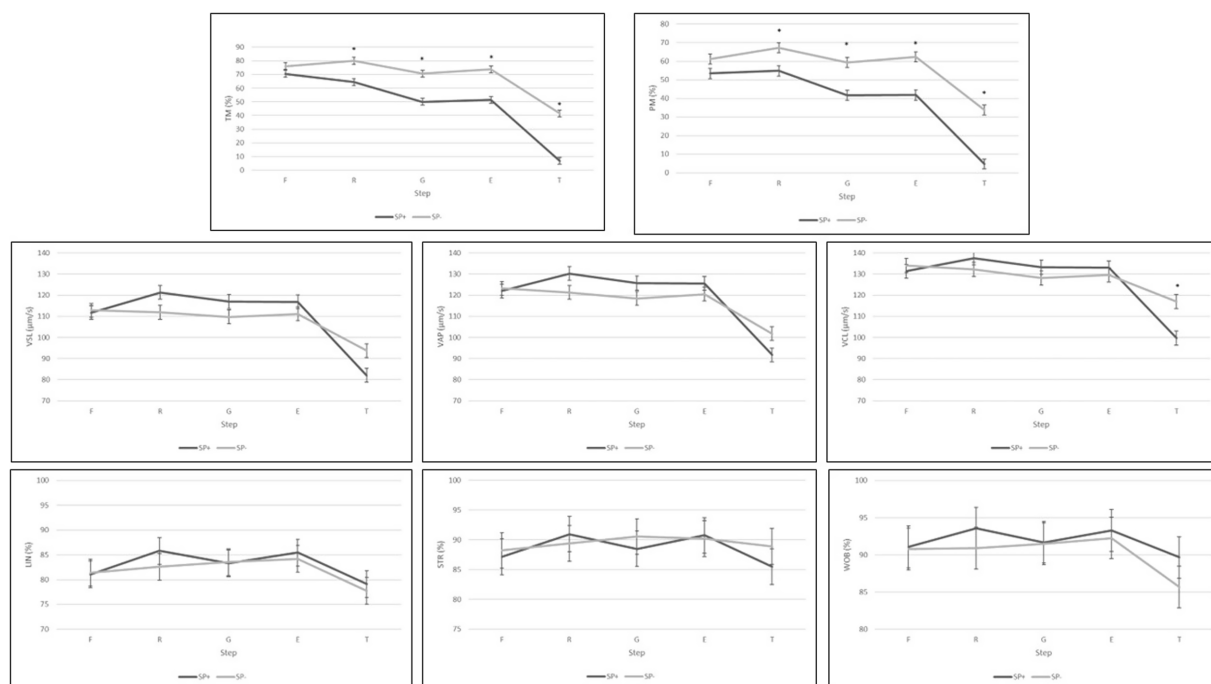 90
80
70
60
50
40
30
20
10
0
TM (%)
* * * * *
F R G E T
Step
SP+ SP-
80
70
60
50
40
30
20
10
0
PM (%)
* * * *
F R G E T
Step
SP+ SP-
140
130
120
110
100
90
80
70
VSL (µm/s)
F R G E T
Step
SP+ SP-
140
130
120
110
100
90
80
70
VAP (µm/s)
F R G E T
Step
SP+ SP-
140
130
120
110
100
90
80
70
VCL (µm/s)
*
F R G E T
Step
SP+ SP-
100
95
90
85
80
75
70
LIN (%)
F R G E T
Step
SP+ SP-
100
95
90
85
80
75
STR (%)
F R G E T
Step
SP+ SP-
100
95
90
85
80
WOB (%)
F R G E T
Step
SP+ SP-